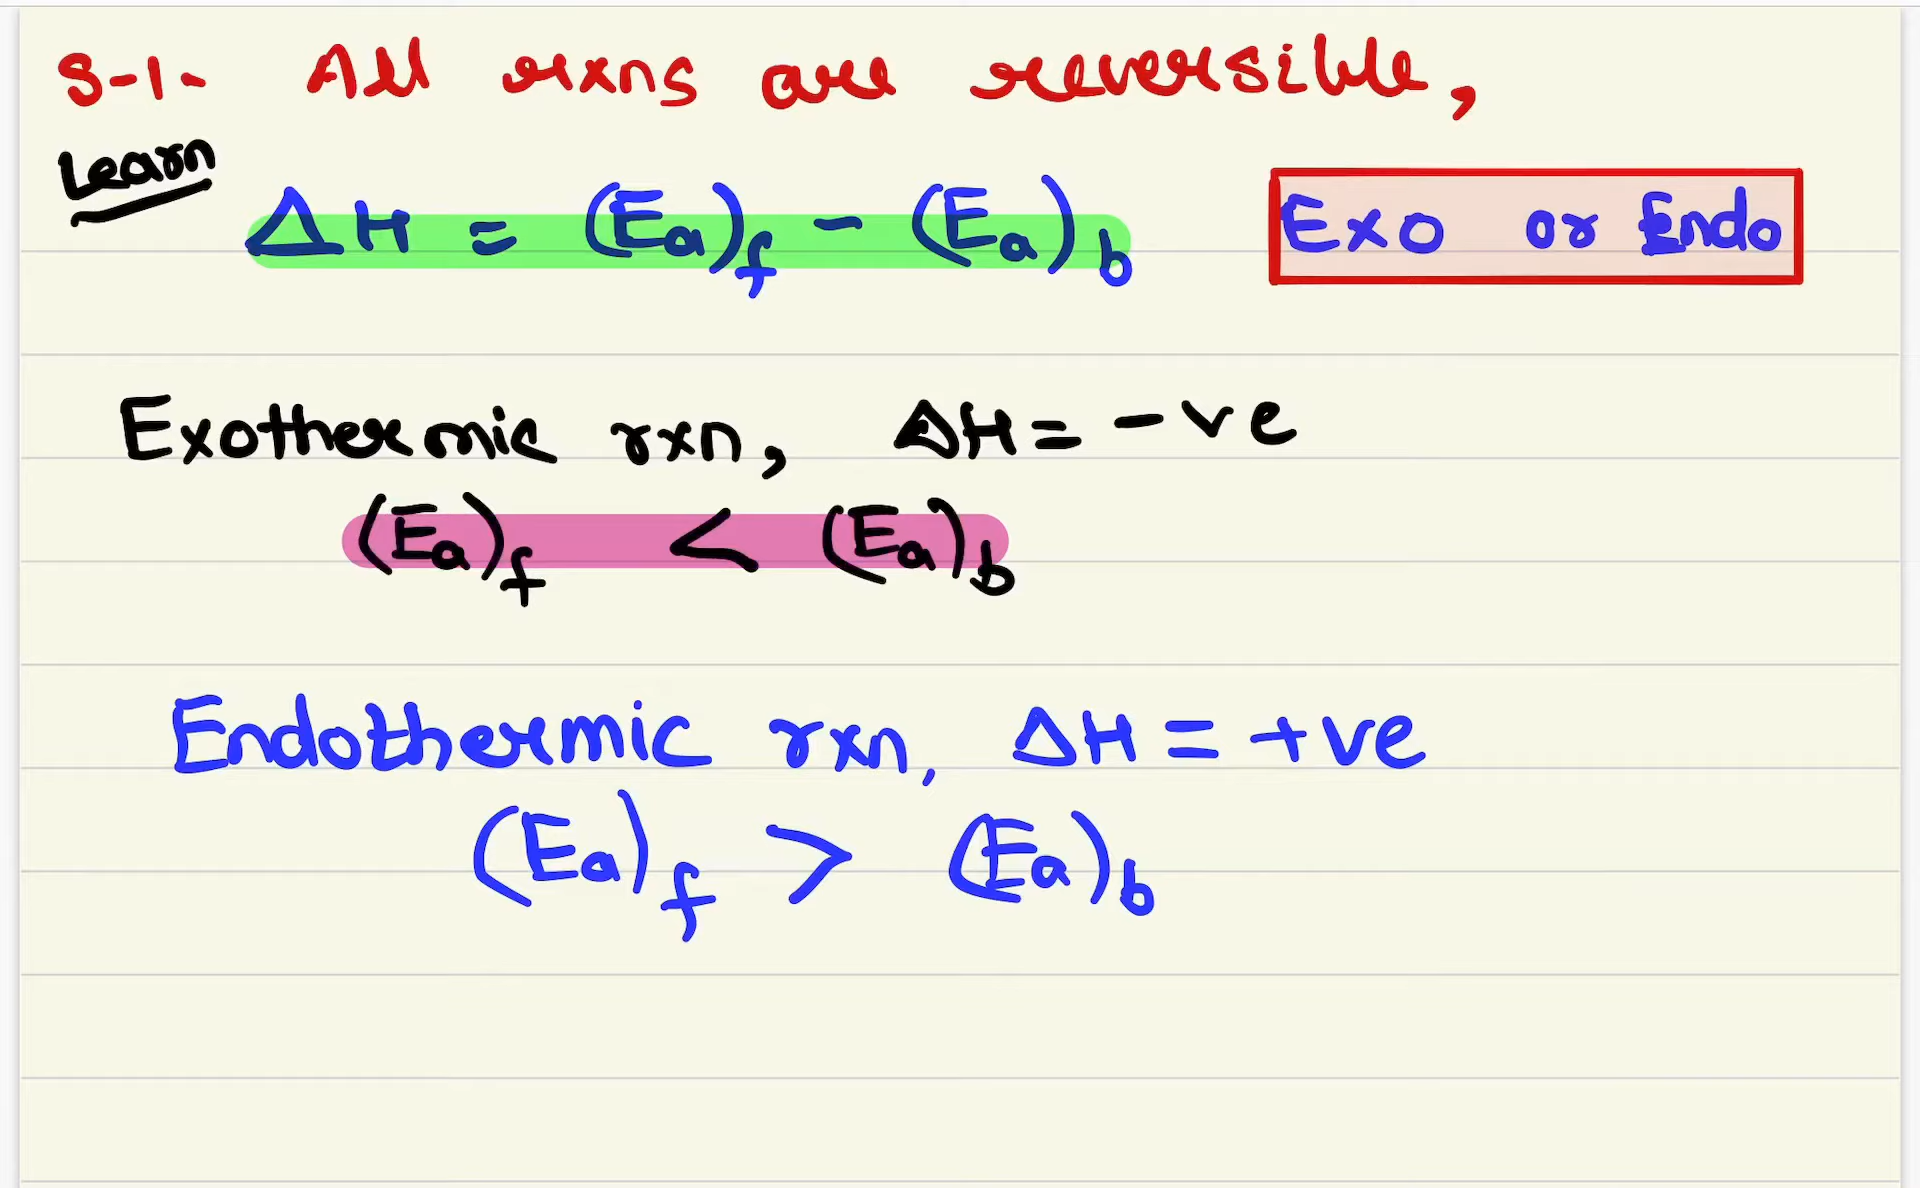 S-1- All rxns are reversible,
Learn
ΔH = (Ea)f - (Ea)b
Exo or Endo
Exothermic rxn, ΔH = -ve
(Ea)f < (Ea)b
Endothermic rxn, ΔH = +ve
(Ea)f > (Ea)b